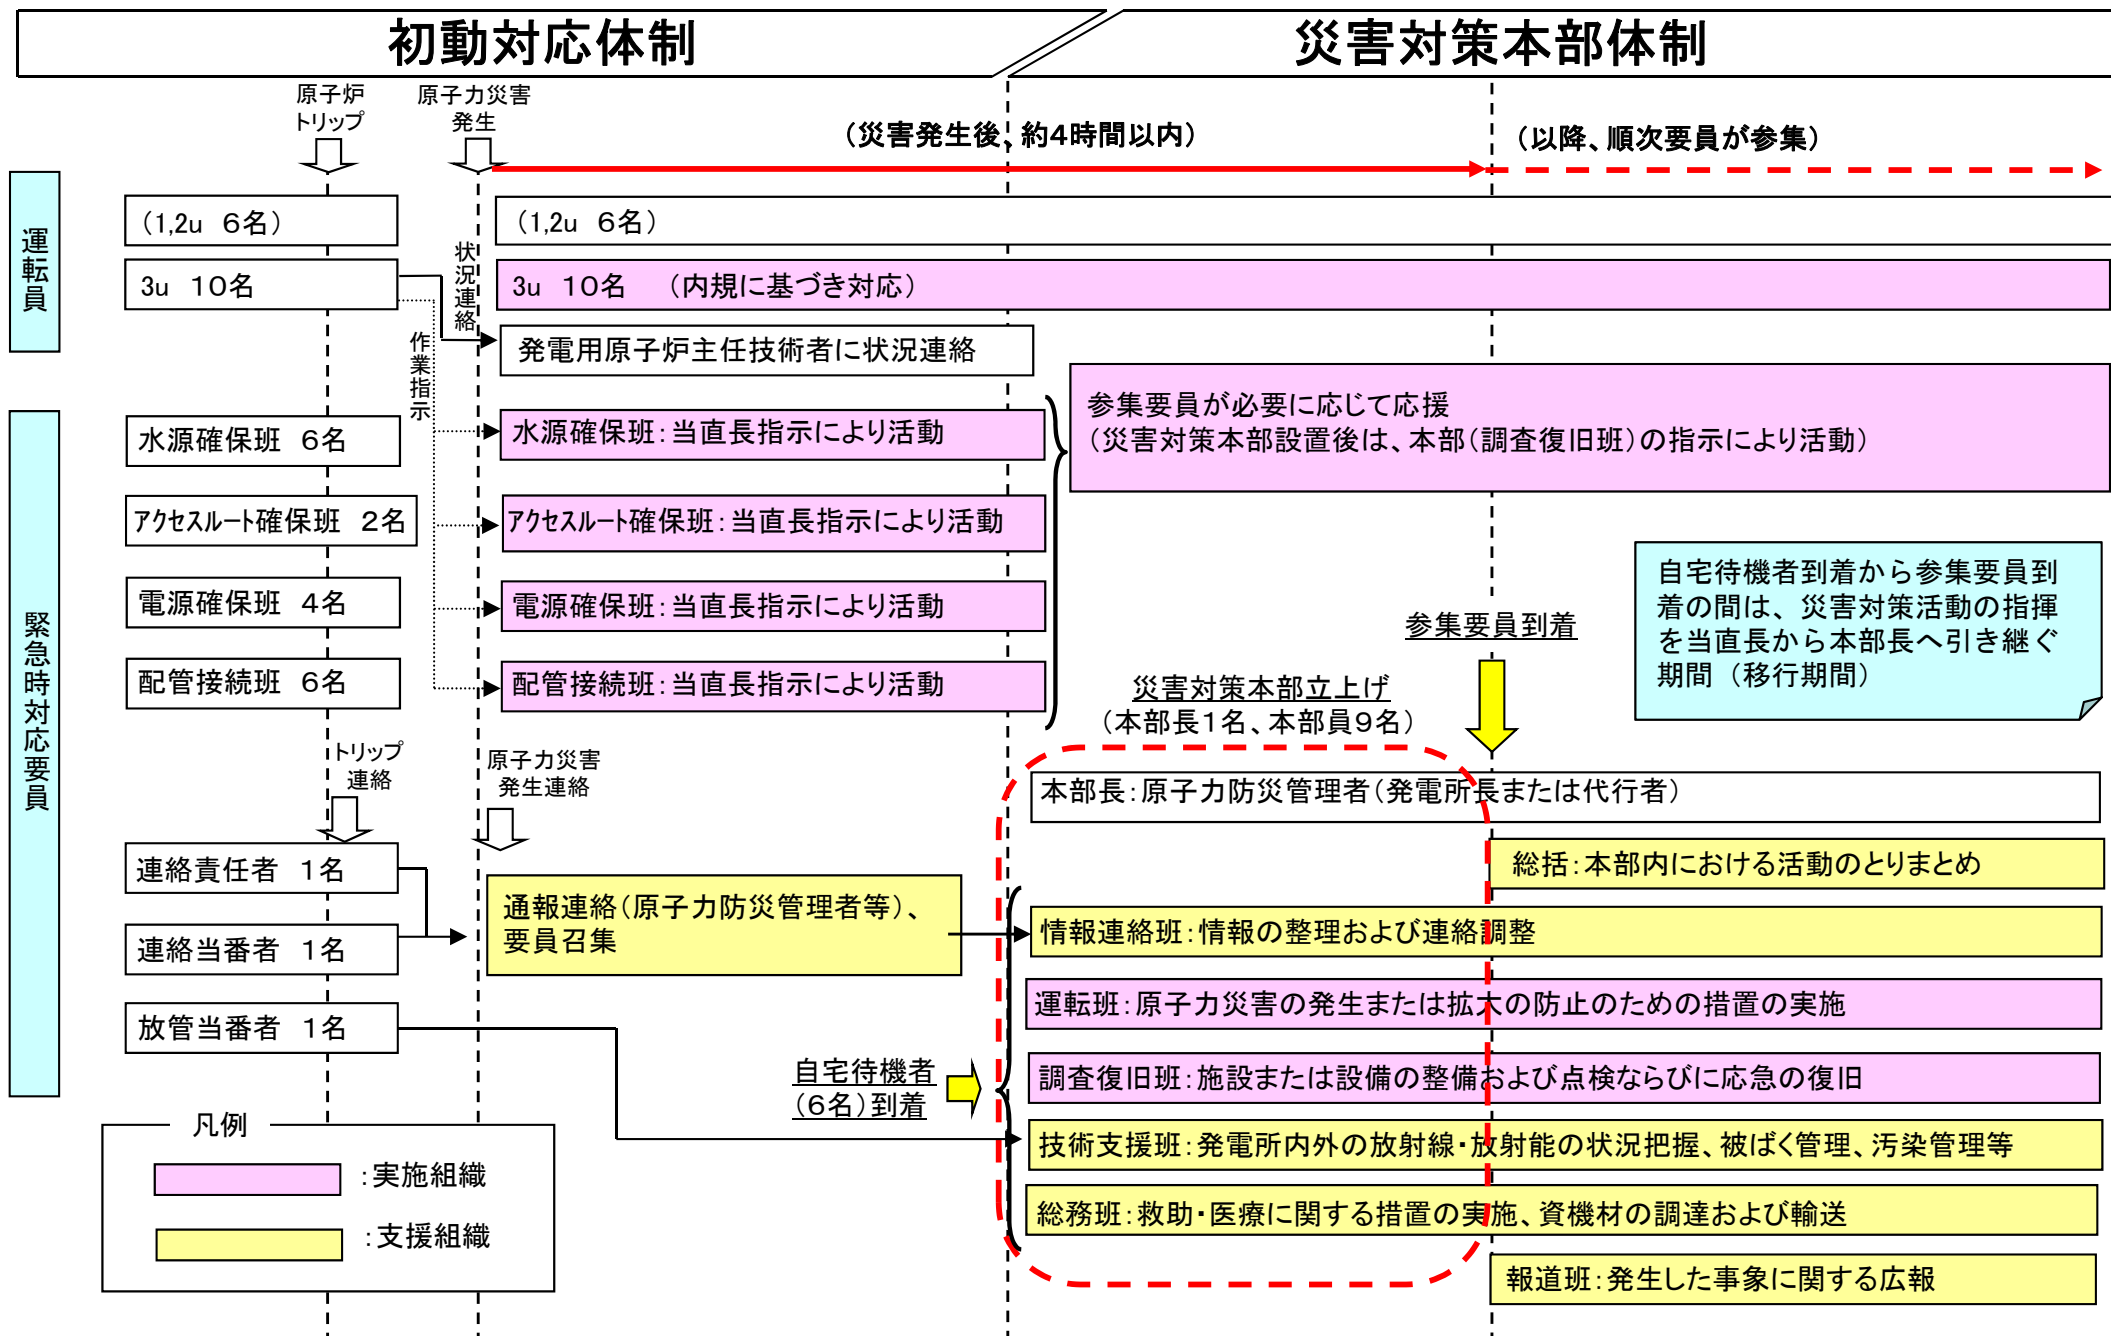 初動対応体制
災害対策本部体制
原子炉
トリップ
原子力災害
発生
（災害発生後、約4時間以内）
（以降、順次要員が参集）
運転員
（1,2u　6名）
（1,2u　6名）
3u　10名
状況連絡
3u　10名　（内規に基づき対応）
作業指示
発電用原子炉主任技術者に状況連絡
緊急時対応要員
水源確保班　6名
水源確保班：当直長指示により活動
参集要員が必要に応じて応援
（災害対策本部設置後は、本部（調査復旧班）の指示により活動）
アクセスルート確保班　2名
アクセスルート確保班：当直長指示により活動
電源確保班　4名
電源確保班：当直長指示により活動
配管接続班　6名
配管接続班：当直長指示により活動
自宅待機者到着から参集要員到
着の間は、災害対策活動の指揮
を当直長から本部長へ引き継ぐ
期間（移行期間）
参集要員到着
災害対策本部立上げ
（本部長1名、本部員9名）
トリップ
連絡
原子力災害
発生連絡
本部長：原子力防災管理者（発電所長または代行者）
連絡責任者　1名
総括：本部内における活動のとりまとめ
通報連絡（原子力防災管理者等）、
要員召集
連絡当番者　1名
情報連絡班：情報の整理および連絡調整
放管当番者　1名
運転班：原子力災害の発生または拡大の防止のための措置の実施
自宅待機者
（6名）到着
調査復旧班：施設または設備の整備および点検ならびに応急の復旧
技術支援班：発電所内外の放射線・放射能の状況把握、被ばく管理、汚染管理等
総務班：救助・医療に関する措置の実施、資機材の調達および輸送
報道班：発生した事象に関する広報
凡例
：実施組織
：支援組織